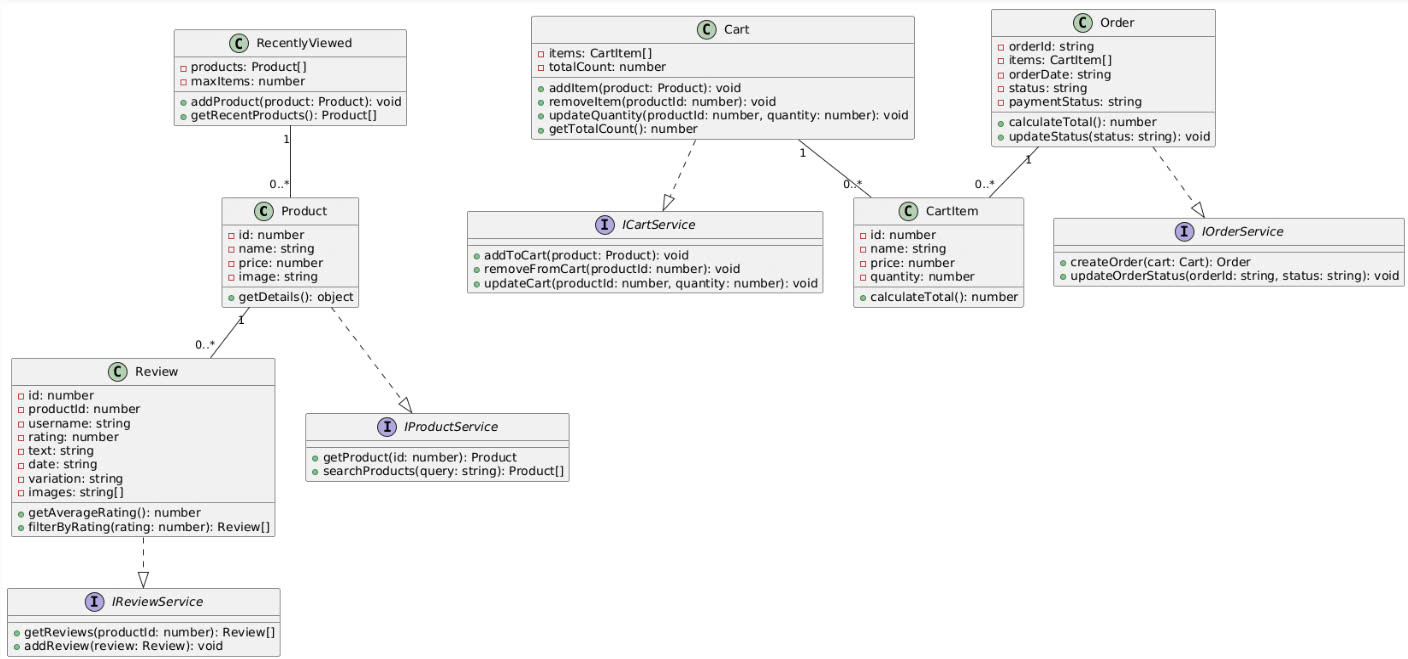 C RecentlyViewed
products: Product[]
maxItems: number
addProduct(product: Product): void
getRecentProducts(): Product[]
C Cart
items: CartItem[]
totalCount: number
addItem(product: Product): void
removeItem(productId: number): void
updateQuantity(productId: number, quantity: number): void
getTotalCount(): number
C Order
orderId: string
items: CartItem[]
orderDate: string
status: string
paymentStatus: string
calculateTotal(): number
updateStatus(status: string): void
1
0..*
1
0..*
1
0..*
C Product
id: number
name: string
price: number
image: string
getDetails(): object
I ICartService
addToCart(product: Product): void
removeFromCart(productId: number): void
updateCart(productId: number, quantity: number): void
C CartItem
id: number
name: string
price: number
quantity: number
calculateTotal(): number
I IOrderService
createOrder(cart: Cart): Order
updateOrderStatus(orderId: string, status: string): void
1
0..*
C Review
id: number
productId: number
username: string
rating: number
text: string
date: string
variation: string
images: string[]
getAverageRating(): number
filterByRating(rating: number): Review[]
I IProductService
getProduct(id: number): Product
searchProducts(query: string): Product[]
I IReviewService
getReviews(productId: number): Review[]
addReview(review: Review): void